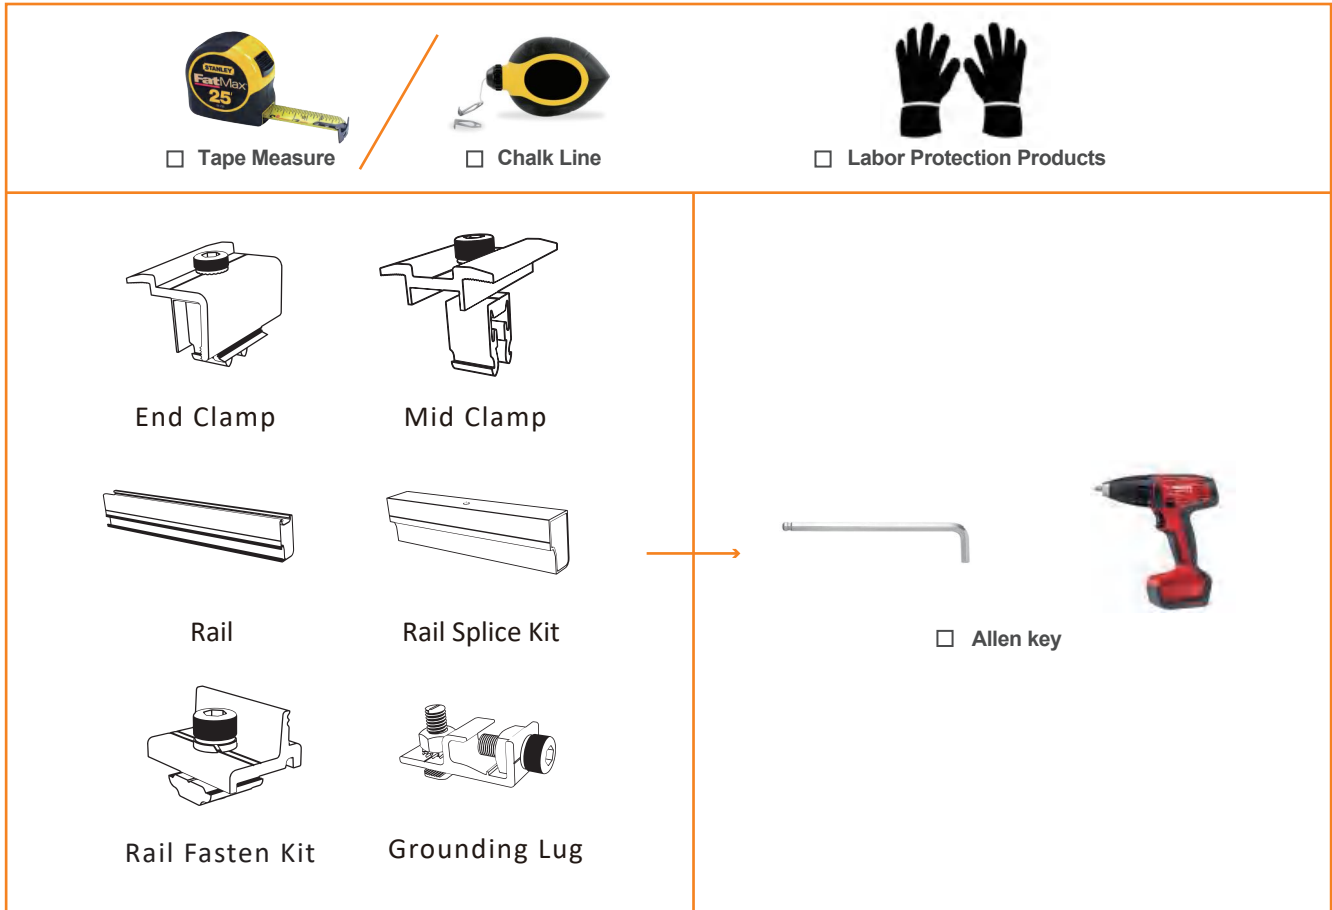 STANLEY
FatMax
25'
☐ Tape Measure
☐ Chalk Line
☐ Labor Protection Products
End Clamp
Mid Clamp
Rail
Rail Splice Kit
☐ Allen key
Rail Fasten Kit
Grounding Lug